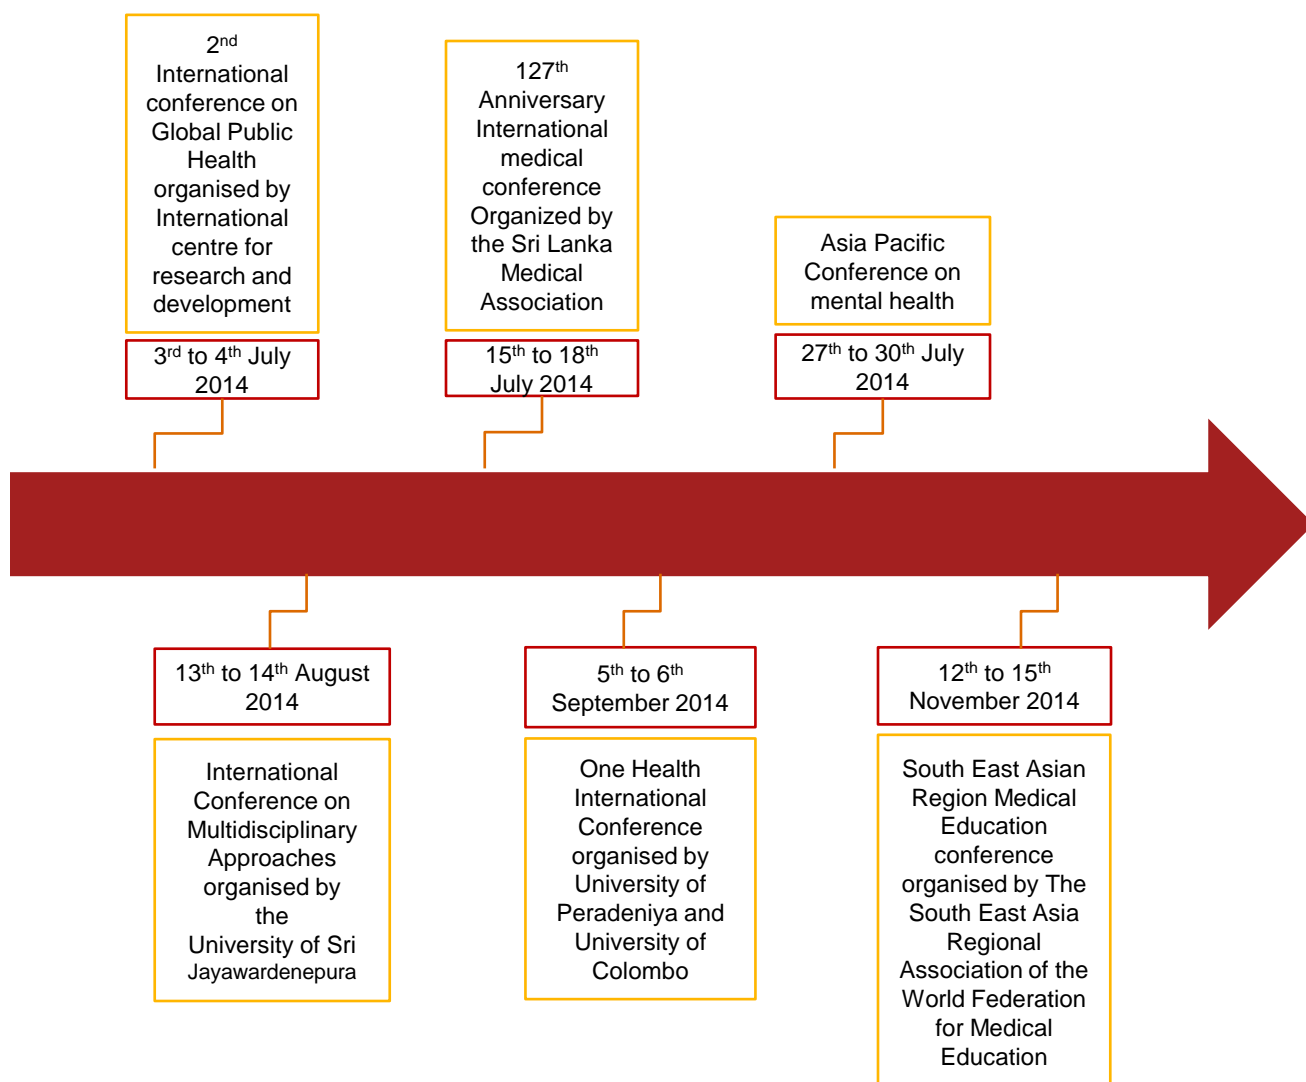 2nd
International
conference on
Global Public
Health
organised by
International
centre for
research and
development
3rd to 4th July
2014
127th
Anniversary
International
medical
conference
Organized by
the Sri Lanka
Medical
Association
15th to 18th
July 2014
Asia Pacific
Conference on
mental health
27th to 30th July
2014
13th to 14th August
2014
International
Conference on
Multidisciplinary
Approaches
organised by
the
University of Sri
Jayawardenepura
5th to 6th
September 2014
One Health
International
Conference
organised by
University of
Peradeniya and
University of
Colombo
12th to 15th
November 2014
South East Asian
Region Medical
Education
conference
organised by The
South East Asia
Regional
Association of the
World Federation
for Medical
Education